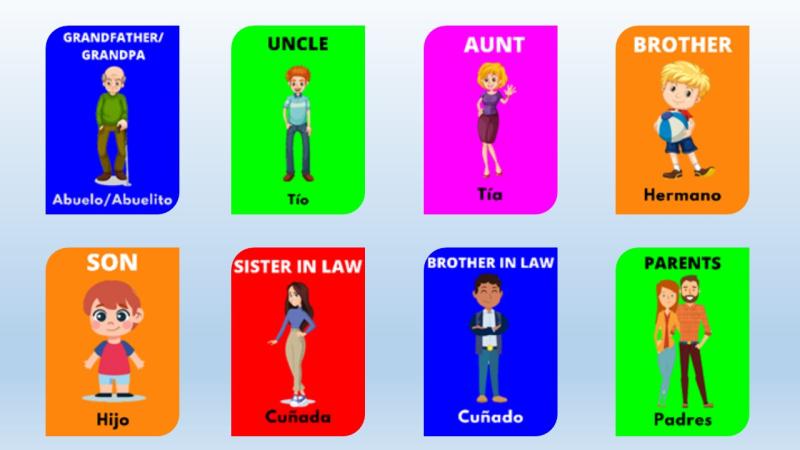 GRANDFATHER/
GRANDPA
Abuelo/Abuelito
UNCLE
Tío
AUNT
Tía
BROTHER
Hermano
SON
Hijo
SISTER IN LAW
Cuñada
BROTHER IN LAW
Cuñado
PARENTS
Padres